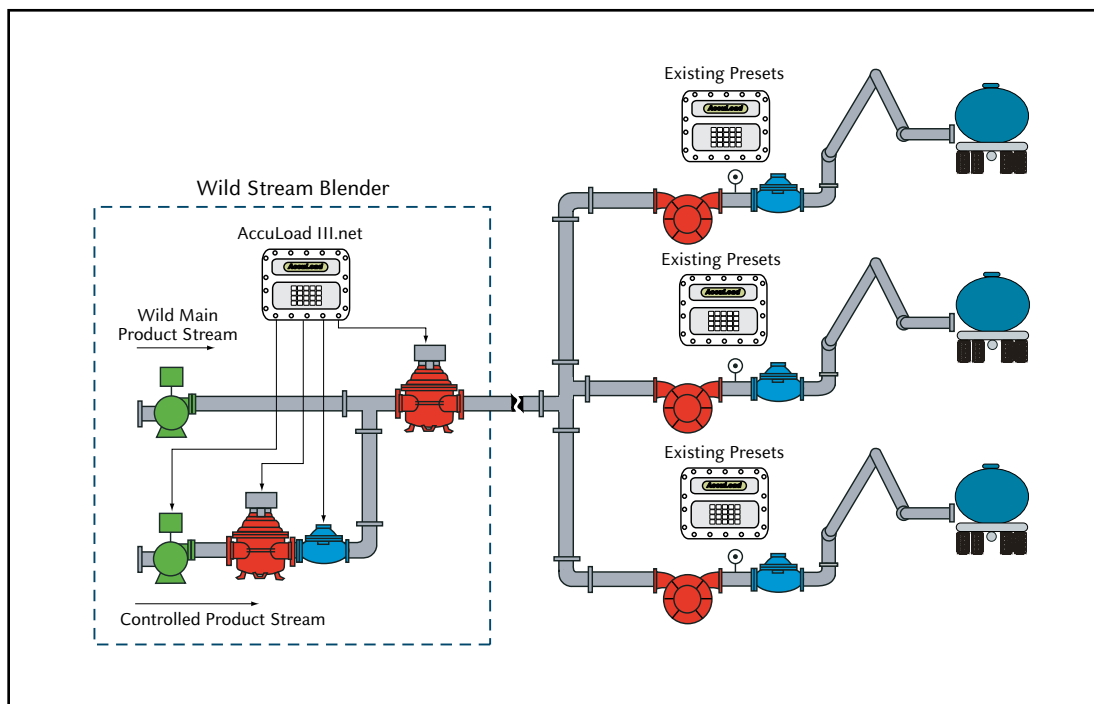 Existing Presets
AccuLoad
Wild Stream Blender
AccuLoad III.net
AccuLoad
Wild Main
Product Stream
Existing Presets
AccuLoad
Existing Presets
AccuLoad
Controlled Product Stream